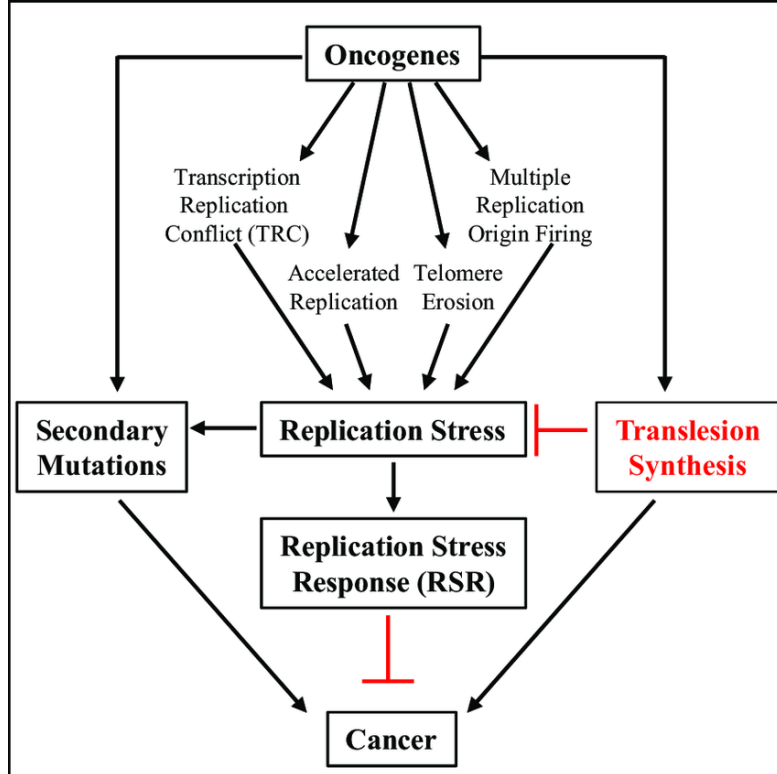 Oncogenes
Transcription
Replication
Conflict (TRC)
Multiple
Replication
Origin Firing
Accelerated
Replication
Telomere
Erosion
Secondary
Mutations
Replication Stress
Translesion
Synthesis
Replication Stress
Response (RSR)
Cancer